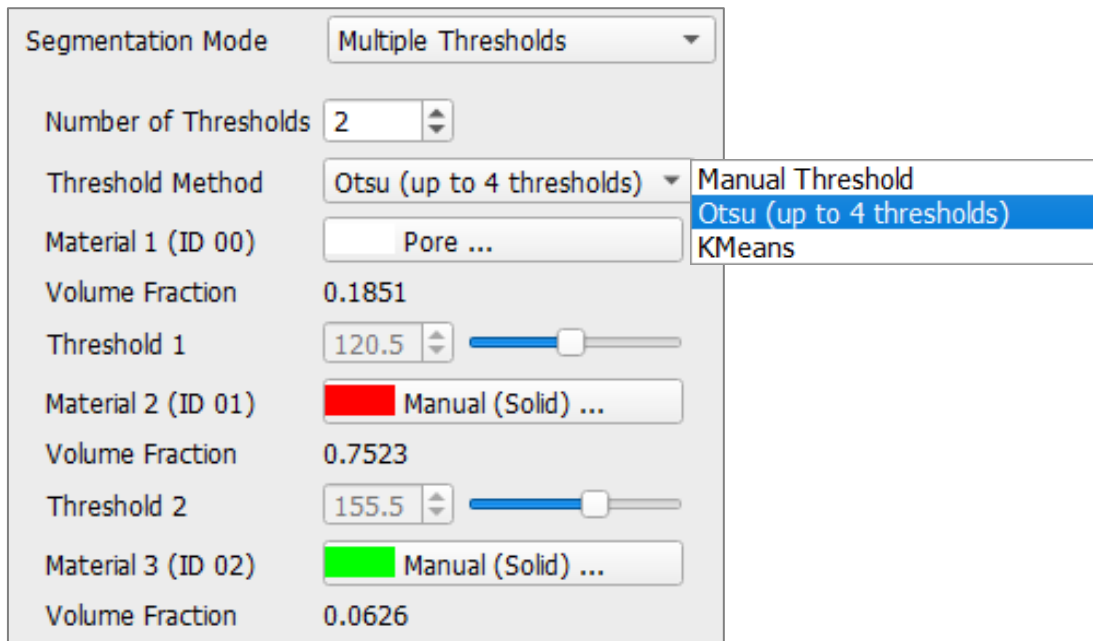 Segmentation Mode Multiple Thresholds
Number of Thresholds 2
Threshold Method Otsu (up to 4 thresholds)
Manual Threshold
Otsu (up to 4 thresholds)
KMeans
Material 1 (ID 00) Pore ...
Volume Fraction 0.1851
Threshold 1 120.5
Material 2 (ID 01) Manual (Solid) ...
Volume Fraction 0.7523
Threshold 2 155.5
Material 3 (ID 02) Manual (Solid) ...
Volume Fraction 0.0626